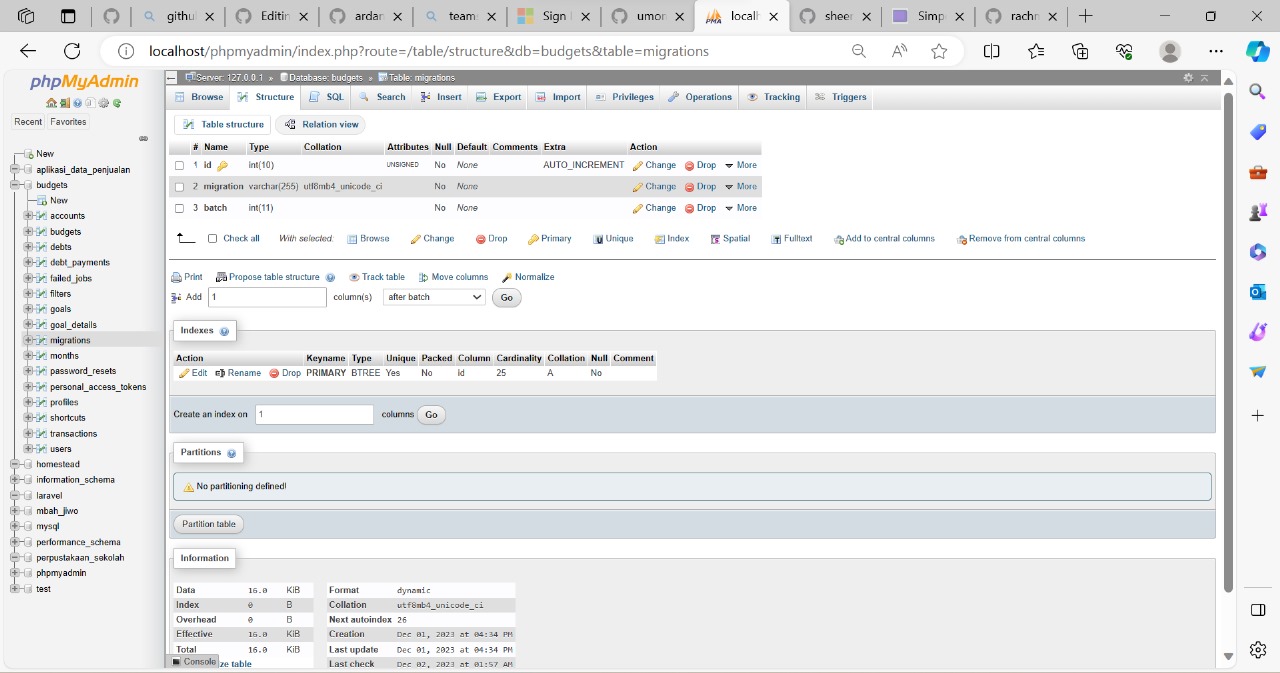 githu
Editin
ardan
team
Sign
umor
localh
sheer
Simp
rachn
localhost/phpmyadmin/index.php?route=/table/structure&db=budgets&table=migrations
phpMyAdmin
Recent Favorites
New
aplikasi_data_penjualan
budgets
New
accounts
budgets
debts
debt_payments
failed_jobs
filters
goals
goal_details
migrations
months
password_resets
personal_access_tokens
profiles
shortcuts
transactions
users
homestead
information_schema
laravel
mbah_jiwo
mysql
performance_schema
perpustakaan_sekolah
phpmyadmin
test
Server: 127.0.0.1 » Database: budgets » Table: migrations
Browse Structure SQL Search Insert Export Import Privileges Operations Tracking Triggers
Table structure Relation view
# Name Type Collation Attributes Null Default Comments Extra Action
1 id int(10) UNSIGNED No None AUTO_INCREMENT Change Drop More
2 migration varchar(255) utf8mb4_unicode_ci No None Change Drop More
3 batch int(11) No None Change Drop More
Check all With selected: Browse Change Drop Primary Unique Index Spatial Fulltext Add to central columns Remove from central columns
Print Propose table structure Track table Move columns Normalize
Add 1 column(s) after batch Go
Indexes
Action Keyname Type Unique Packed Column Cardinality Collation Null Comment
Edit Rename Drop PRIMARY BTREE Yes No id 25 A No
Create an index on 1 columns Go
Partitions
No partitioning defined!
Partition table
Information
Data 16.0 KiB
Index 0 B
Overhead 0 B
Effective 16.0 KiB
Total 16.0 KiB
Format dynamic
Collation utf8mb4_unicode_ci
Next autoindex 26
Creation Dec 01, 2023 at 04:34 PM
Last update Dec 01, 2023 at 04:34 PM
Last check Dec 02, 2023 at 01:57 AM
Console ze table